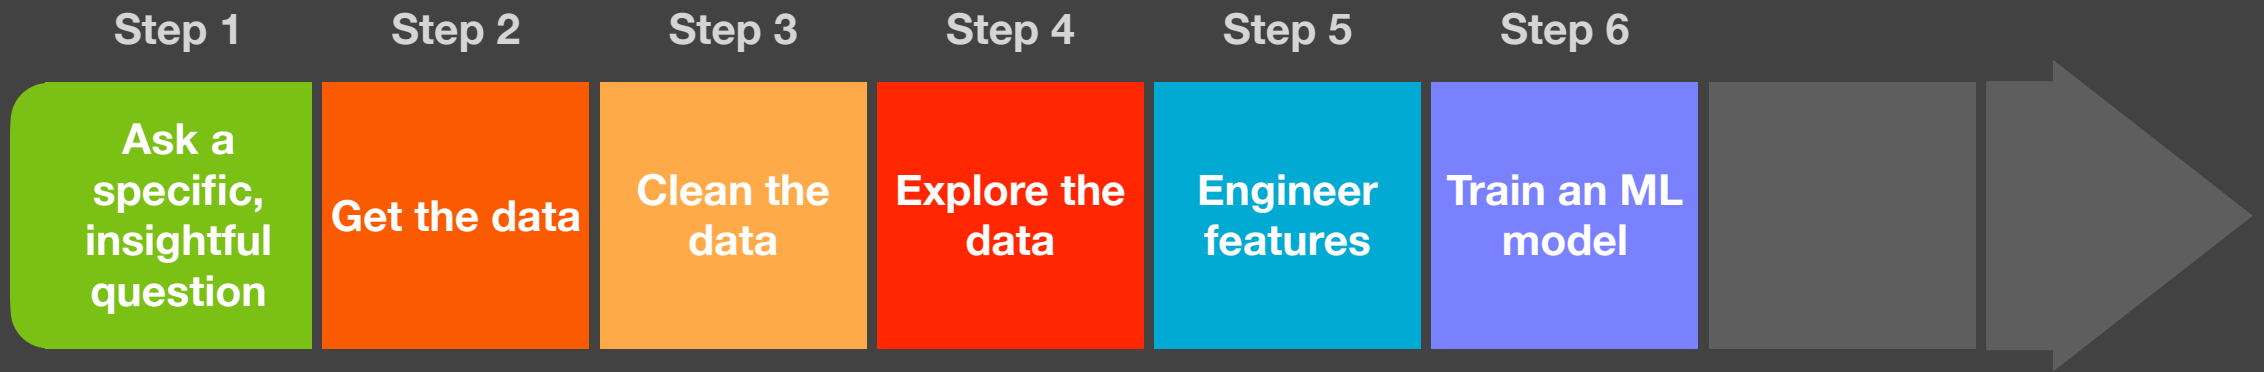 Step 1
Step 2
Step 3
Step 4
Step 5
Step 6
Ask a
specific,
insightful
question
Get the data
Clean the
data
Explore the
data
Engineer
features
Train an ML
model